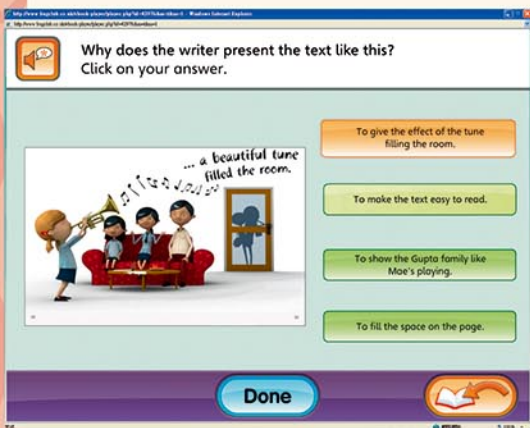 Why does the writer present the text like this?
Click on your answer.
... a beautiful tune
filled the room.
To give the effect of the tune
filling the room.
To make the text easy to read.
To show the Gupta family like
Moe's playing.
To fill the space on the page.
Done